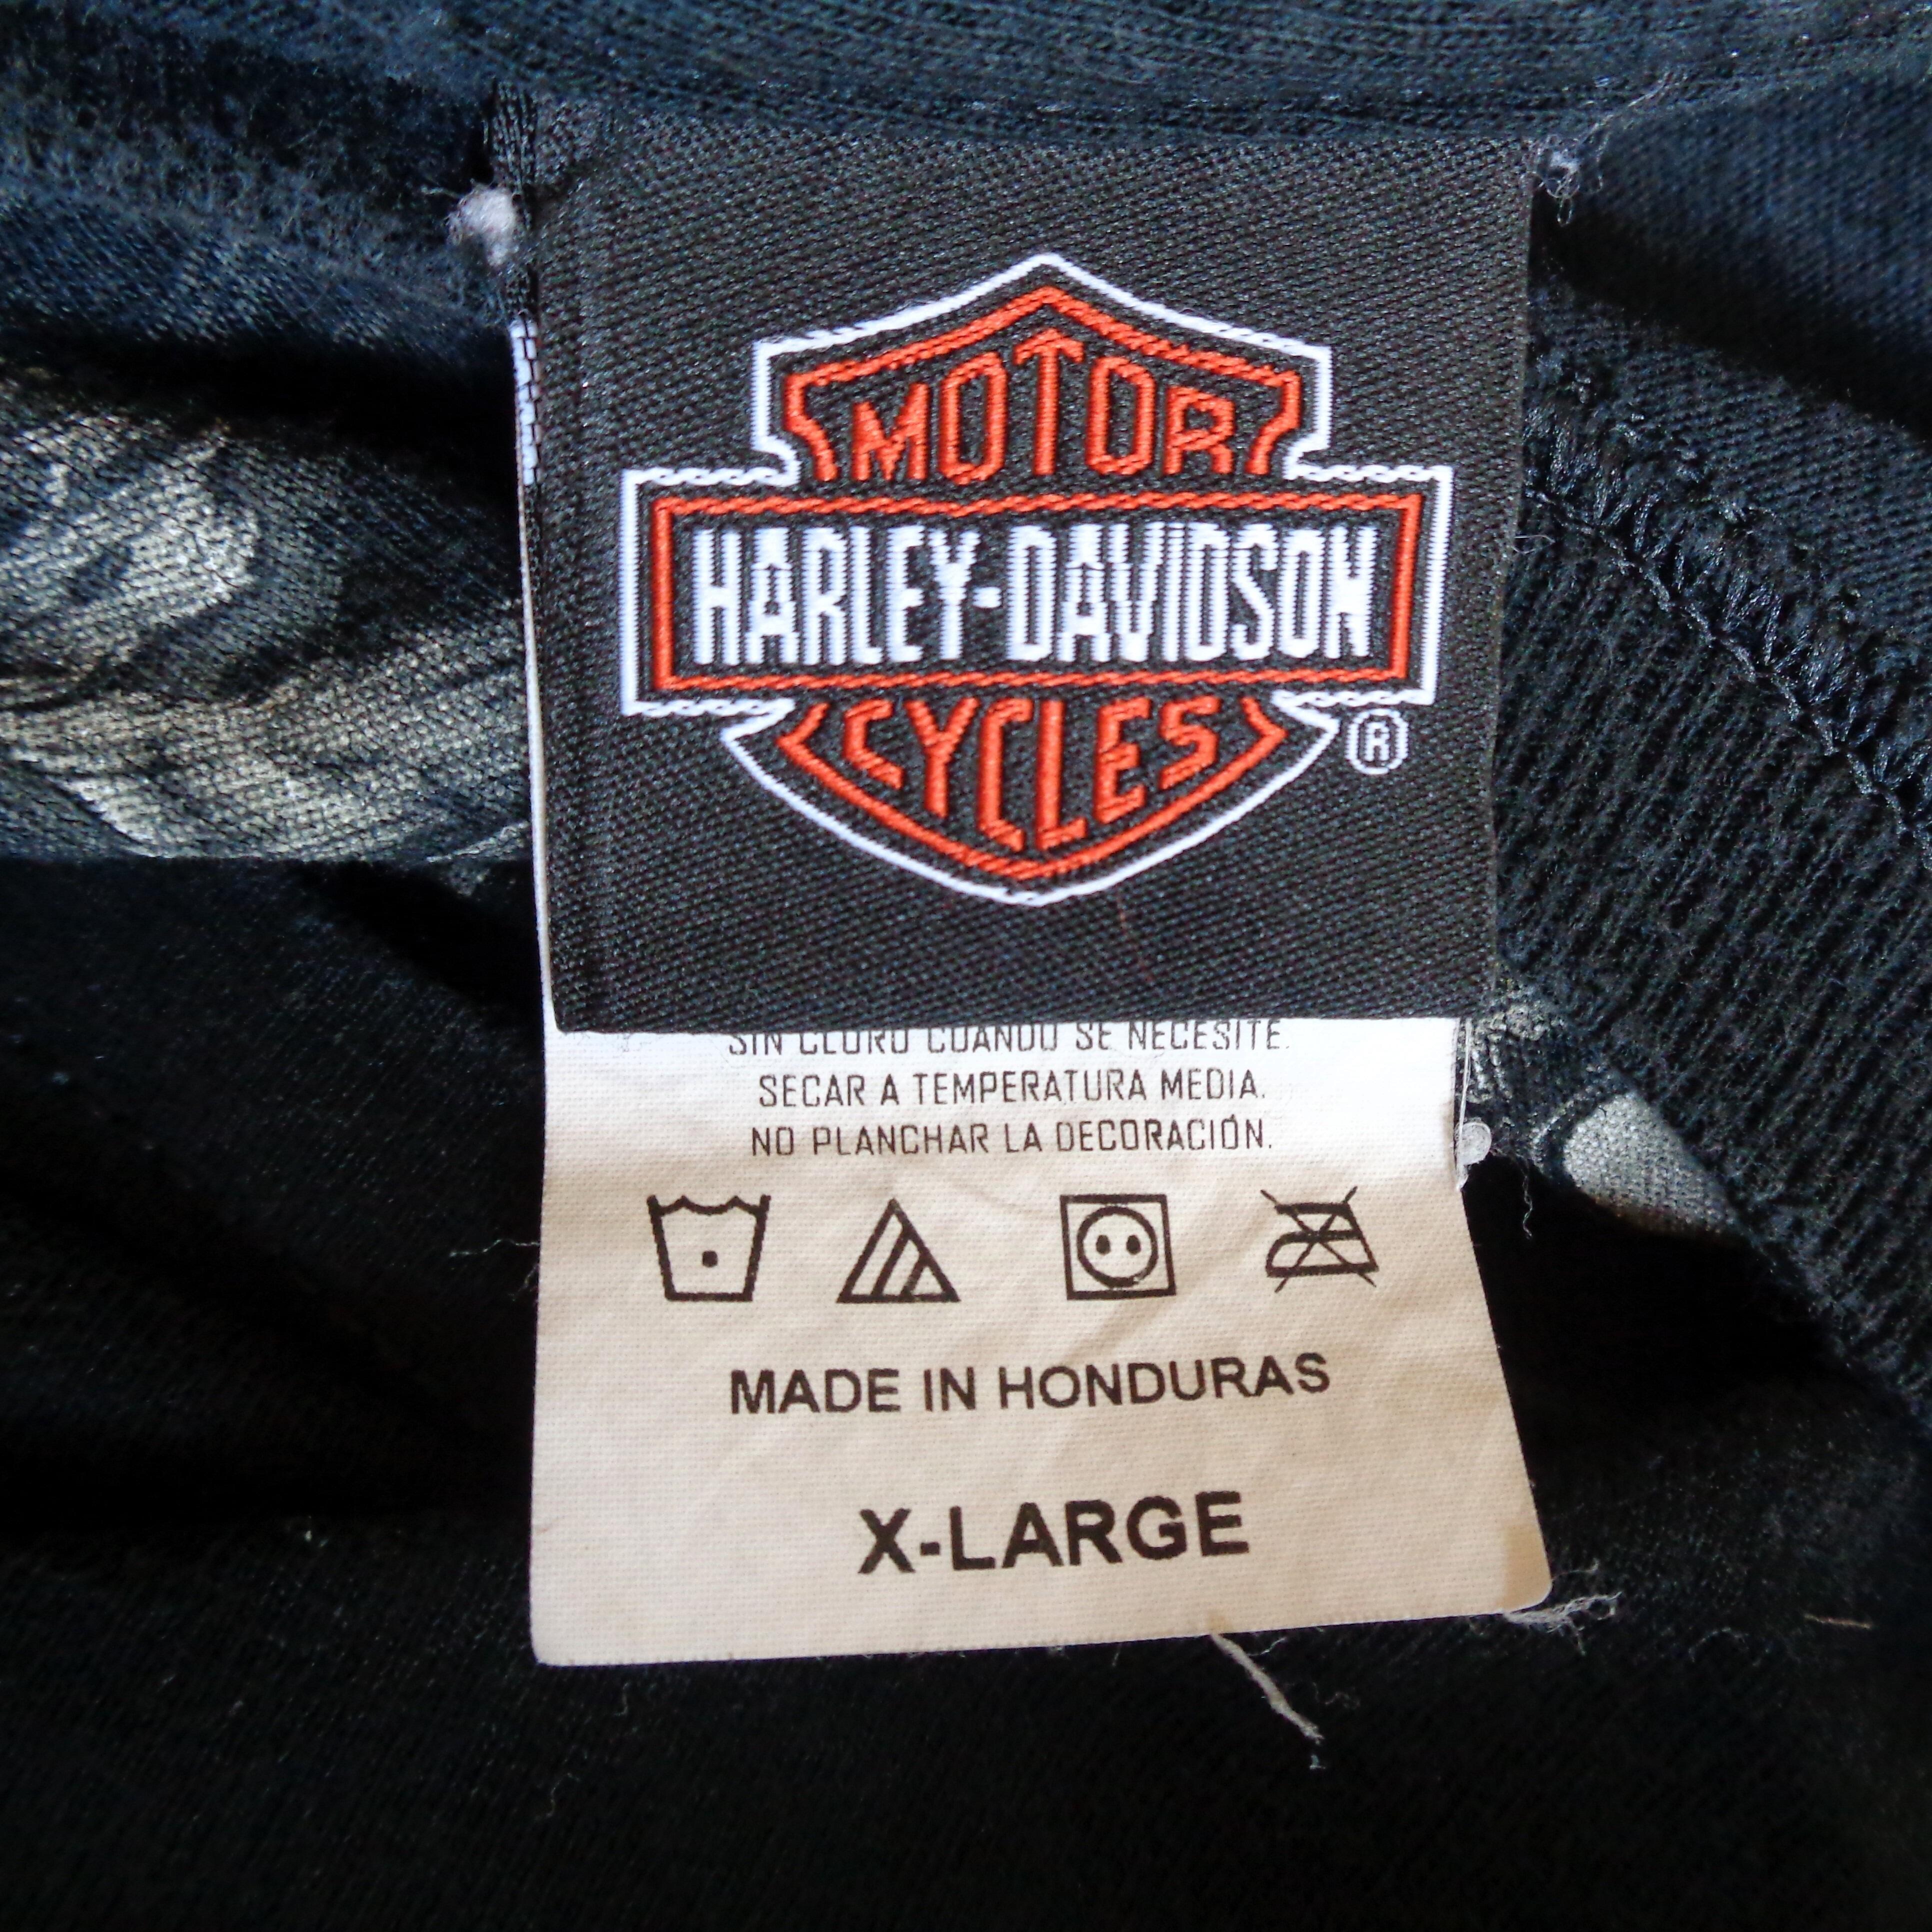 MOTOR
HARLEY-DAVIDSON
CYCLES
®
SIN CLORO CUANDO SE NECESITE.
SECAR A TEMPERATURA MEDIA.
NO PLANCHAR LA DECORACIÓN.
MADE IN HONDURAS
X-LARGE